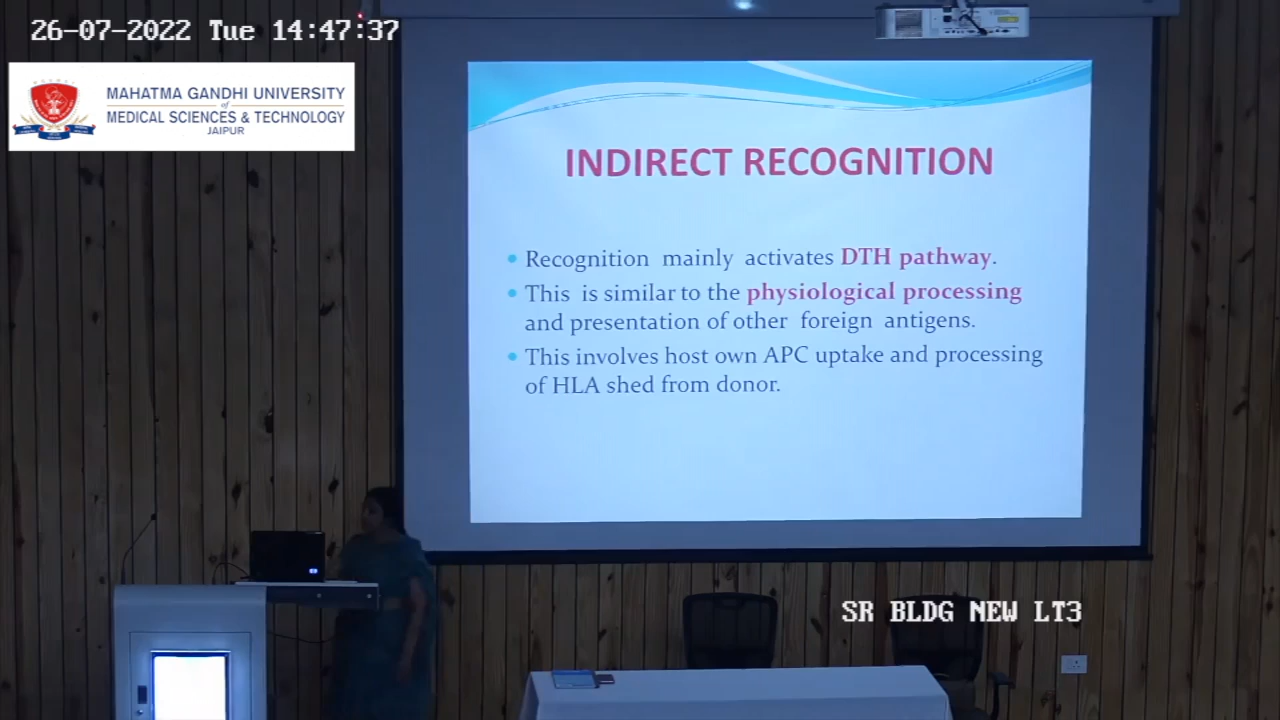 26-07-2022 Tue 14:47:37
MAHATMA GANDHI UNIVERSITY
of
MEDICAL SCIENCES & TECHNOLOGY
JAIPUR
INDIRECT RECOGNITION
• Recognition mainly activates DTH pathway.
• This is similar to the physiological processing
and presentation of other foreign antigens.
• This involves host own APC uptake and processing
of HLA shed from donor.
SR BLDG NEW LT3